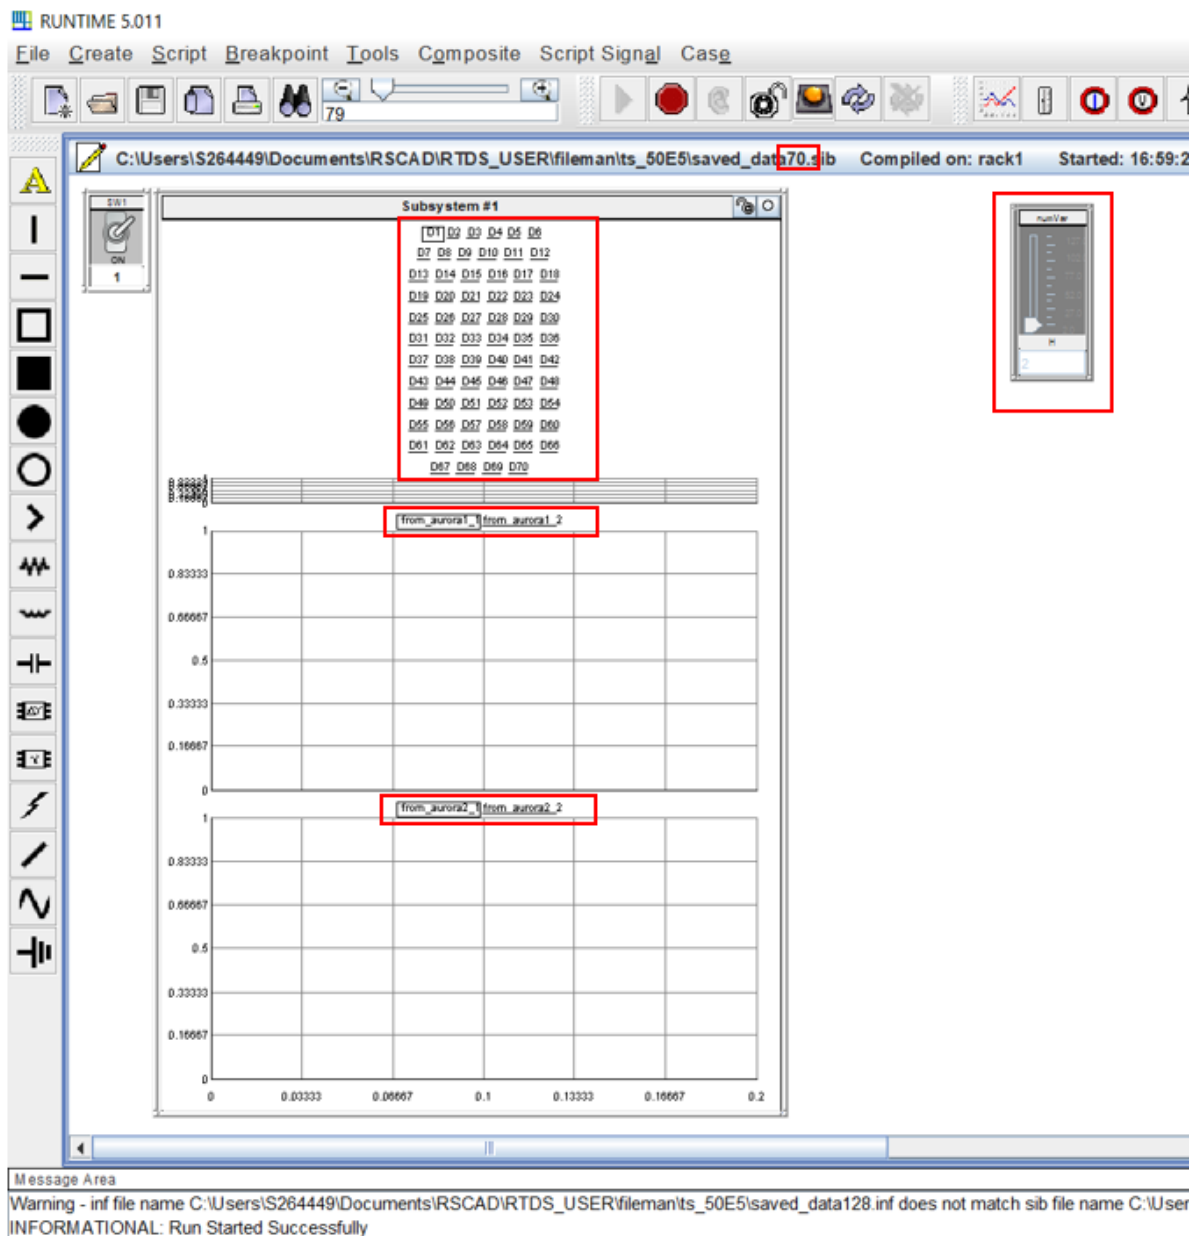 RUNTIME 5.011
File Create Script Breakpoint Tools Composite Script Signal Case
79
C:\Users\S264449\Documents\RSCAD\RTDS_USER\fileman\ts_50E5\saved_data70.sib Compiled on: rack1 Started: 16:59:2
SW1
ON
1
Subsystem #1
D1 D2 D3 D4 D5 D6
D7 D8 D9 D10 D11 D12
D13 D14 D15 D16 D17 D18
D19 D20 D21 D22 D23 D24
D25 D26 D27 D28 D29 D30
D31 D32 D33 D34 D35 D36
D37 D38 D39 D40 D41 D42
D43 D44 D45 D46 D47 D48
D49 D50 D51 D52 D53 D54
D55 D56 D57 D58 D59 D60
D61 D62 D63 D64 D65 D66
D67 D68 D69 D70
numVar
2
from_aurora1_1 from_aurora1_2
1
0.83333
0.66667
0.5
0.33333
0.16667
0
from_aurora2_1 from_aurora2_2
1
0.83333
0.66667
0.5
0.33333
0.16667
0
0 0.03333 0.06667 0.1 0.13333 0.16667 0.2
Message Area
Warning - inf file name C:\Users\S264449\Documents\RSCAD\RTDS_USER\fileman\ts_50E5\saved_data128.inf does not match sib file name C:\User
INFORMATIONAL: Run Started Successfully